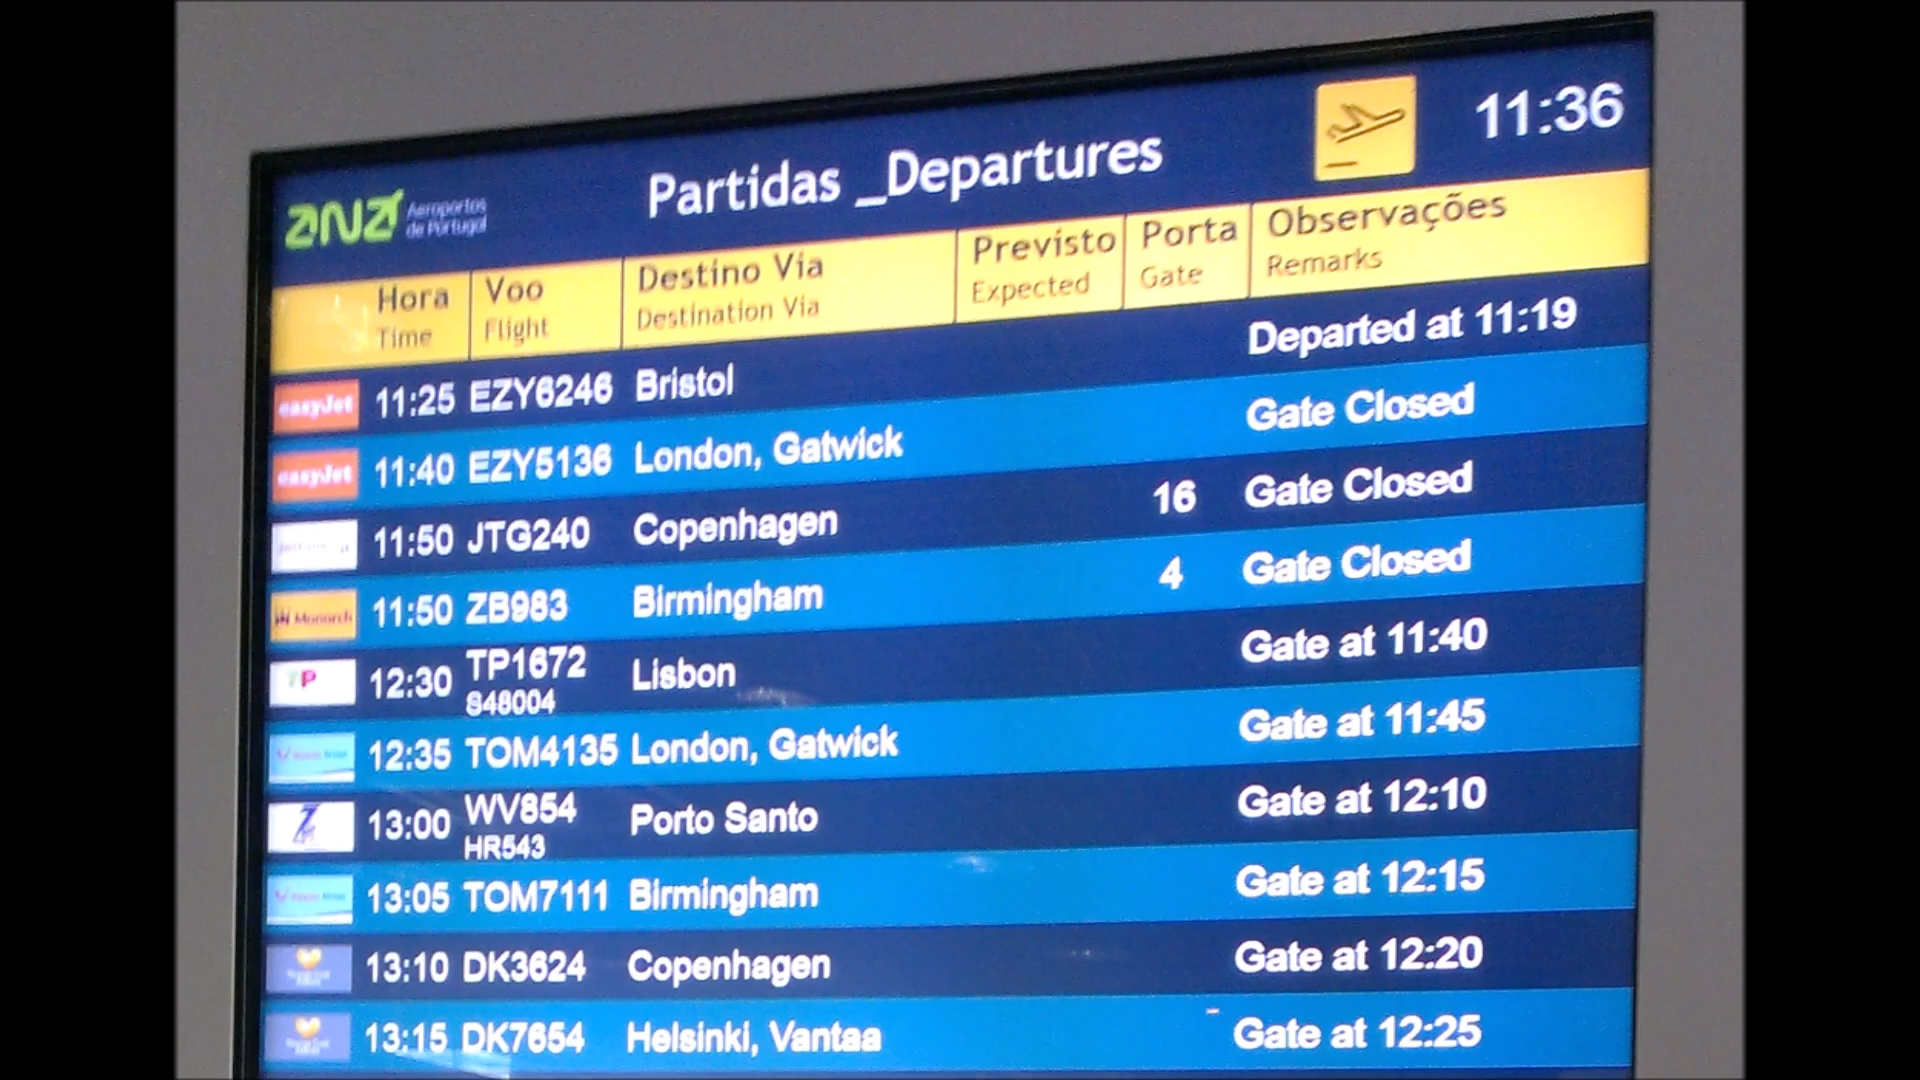 11:36
Partidas _Departures
ana Aeroportos
de Portugal
Hora Voo Destino Via Previsto Porta Observações
Time Flight Destination Via Expected Gate Remarks
easyJet 11:25 EZY6246 Bristol Departed at 11:19
easyJet 11:40 EZY5136 London, Gatwick Gate Closed
11:50 JTG240 Copenhagen 16 Gate Closed
Monarch 11:50 ZB983 Birmingham 4 Gate Closed
TP 12:30 TP1672 Lisbon Gate at 11:40
S48004
12:35 TOM4135 London, Gatwick Gate at 11:45
13:00 WV854 Porto Santo Gate at 12:10
HR543
13:05 TOM7111 Birmingham Gate at 12:15
13:10 DK3624 Copenhagen Gate at 12:20
13:15 DK7654 Helsinki, Vantaa Gate at 12:25